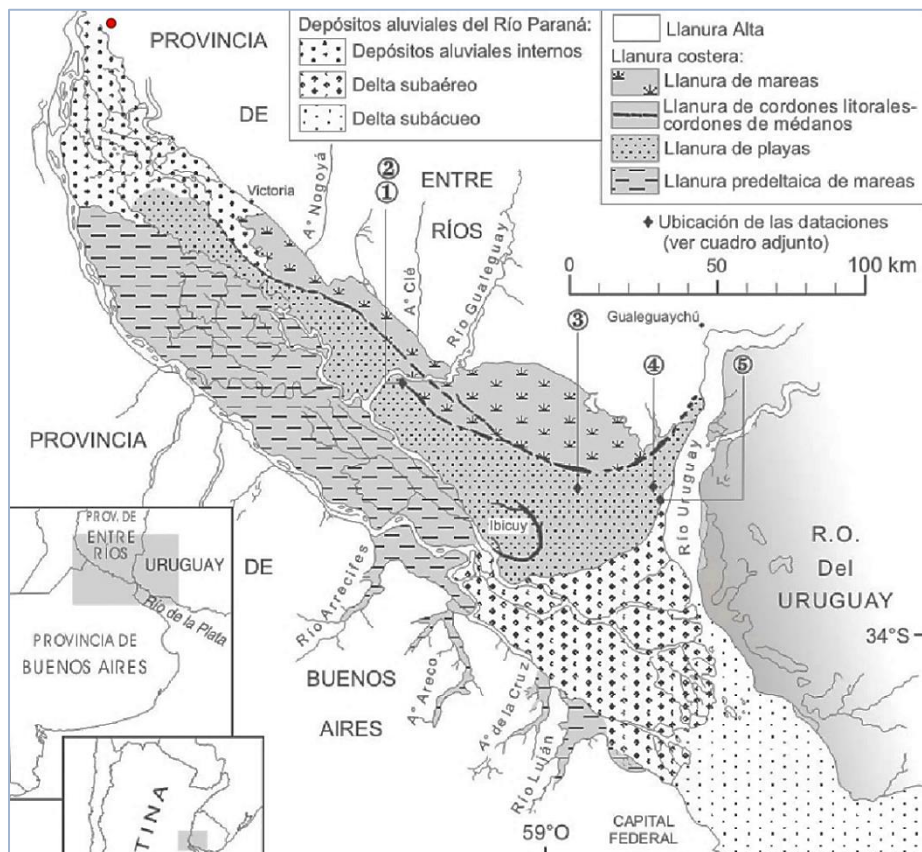 PROVINCIA
DE
ENTRE
RÍOS
Depósitos aluviales del Río Paraná:
Depósitos aluviales internos
Delta subaéreo
Delta subácueo
Llanura Alta
Llanura costera:
Llanura de mareas
Llanura de cordones litorales-
cordones de médanos
Llanura de playas
Llanura predeltaica de mareas
Ubicación de las dataciones
(ver cuadro adjunto)
0 50 100 km
Victoria
A° Nogoyá
②
①
A° Clé
Río Gualeguay
Gualeguaychú
③
④
⑤
Río Uruguay
PROVINCIA
DE
BUENOS
AIRES
Ibicuy
Río Arrecifes
A° Areco
A° de la Cruz
Río Luján
R.O.
Del
URUGUAY
34°S
59°O
CAPITAL
FEDERAL
PROV. DE
ENTRE
RÍOS
URUGUAY
Río de la Plata
PROVINCIA DE
BUENOS AIRES
TINA